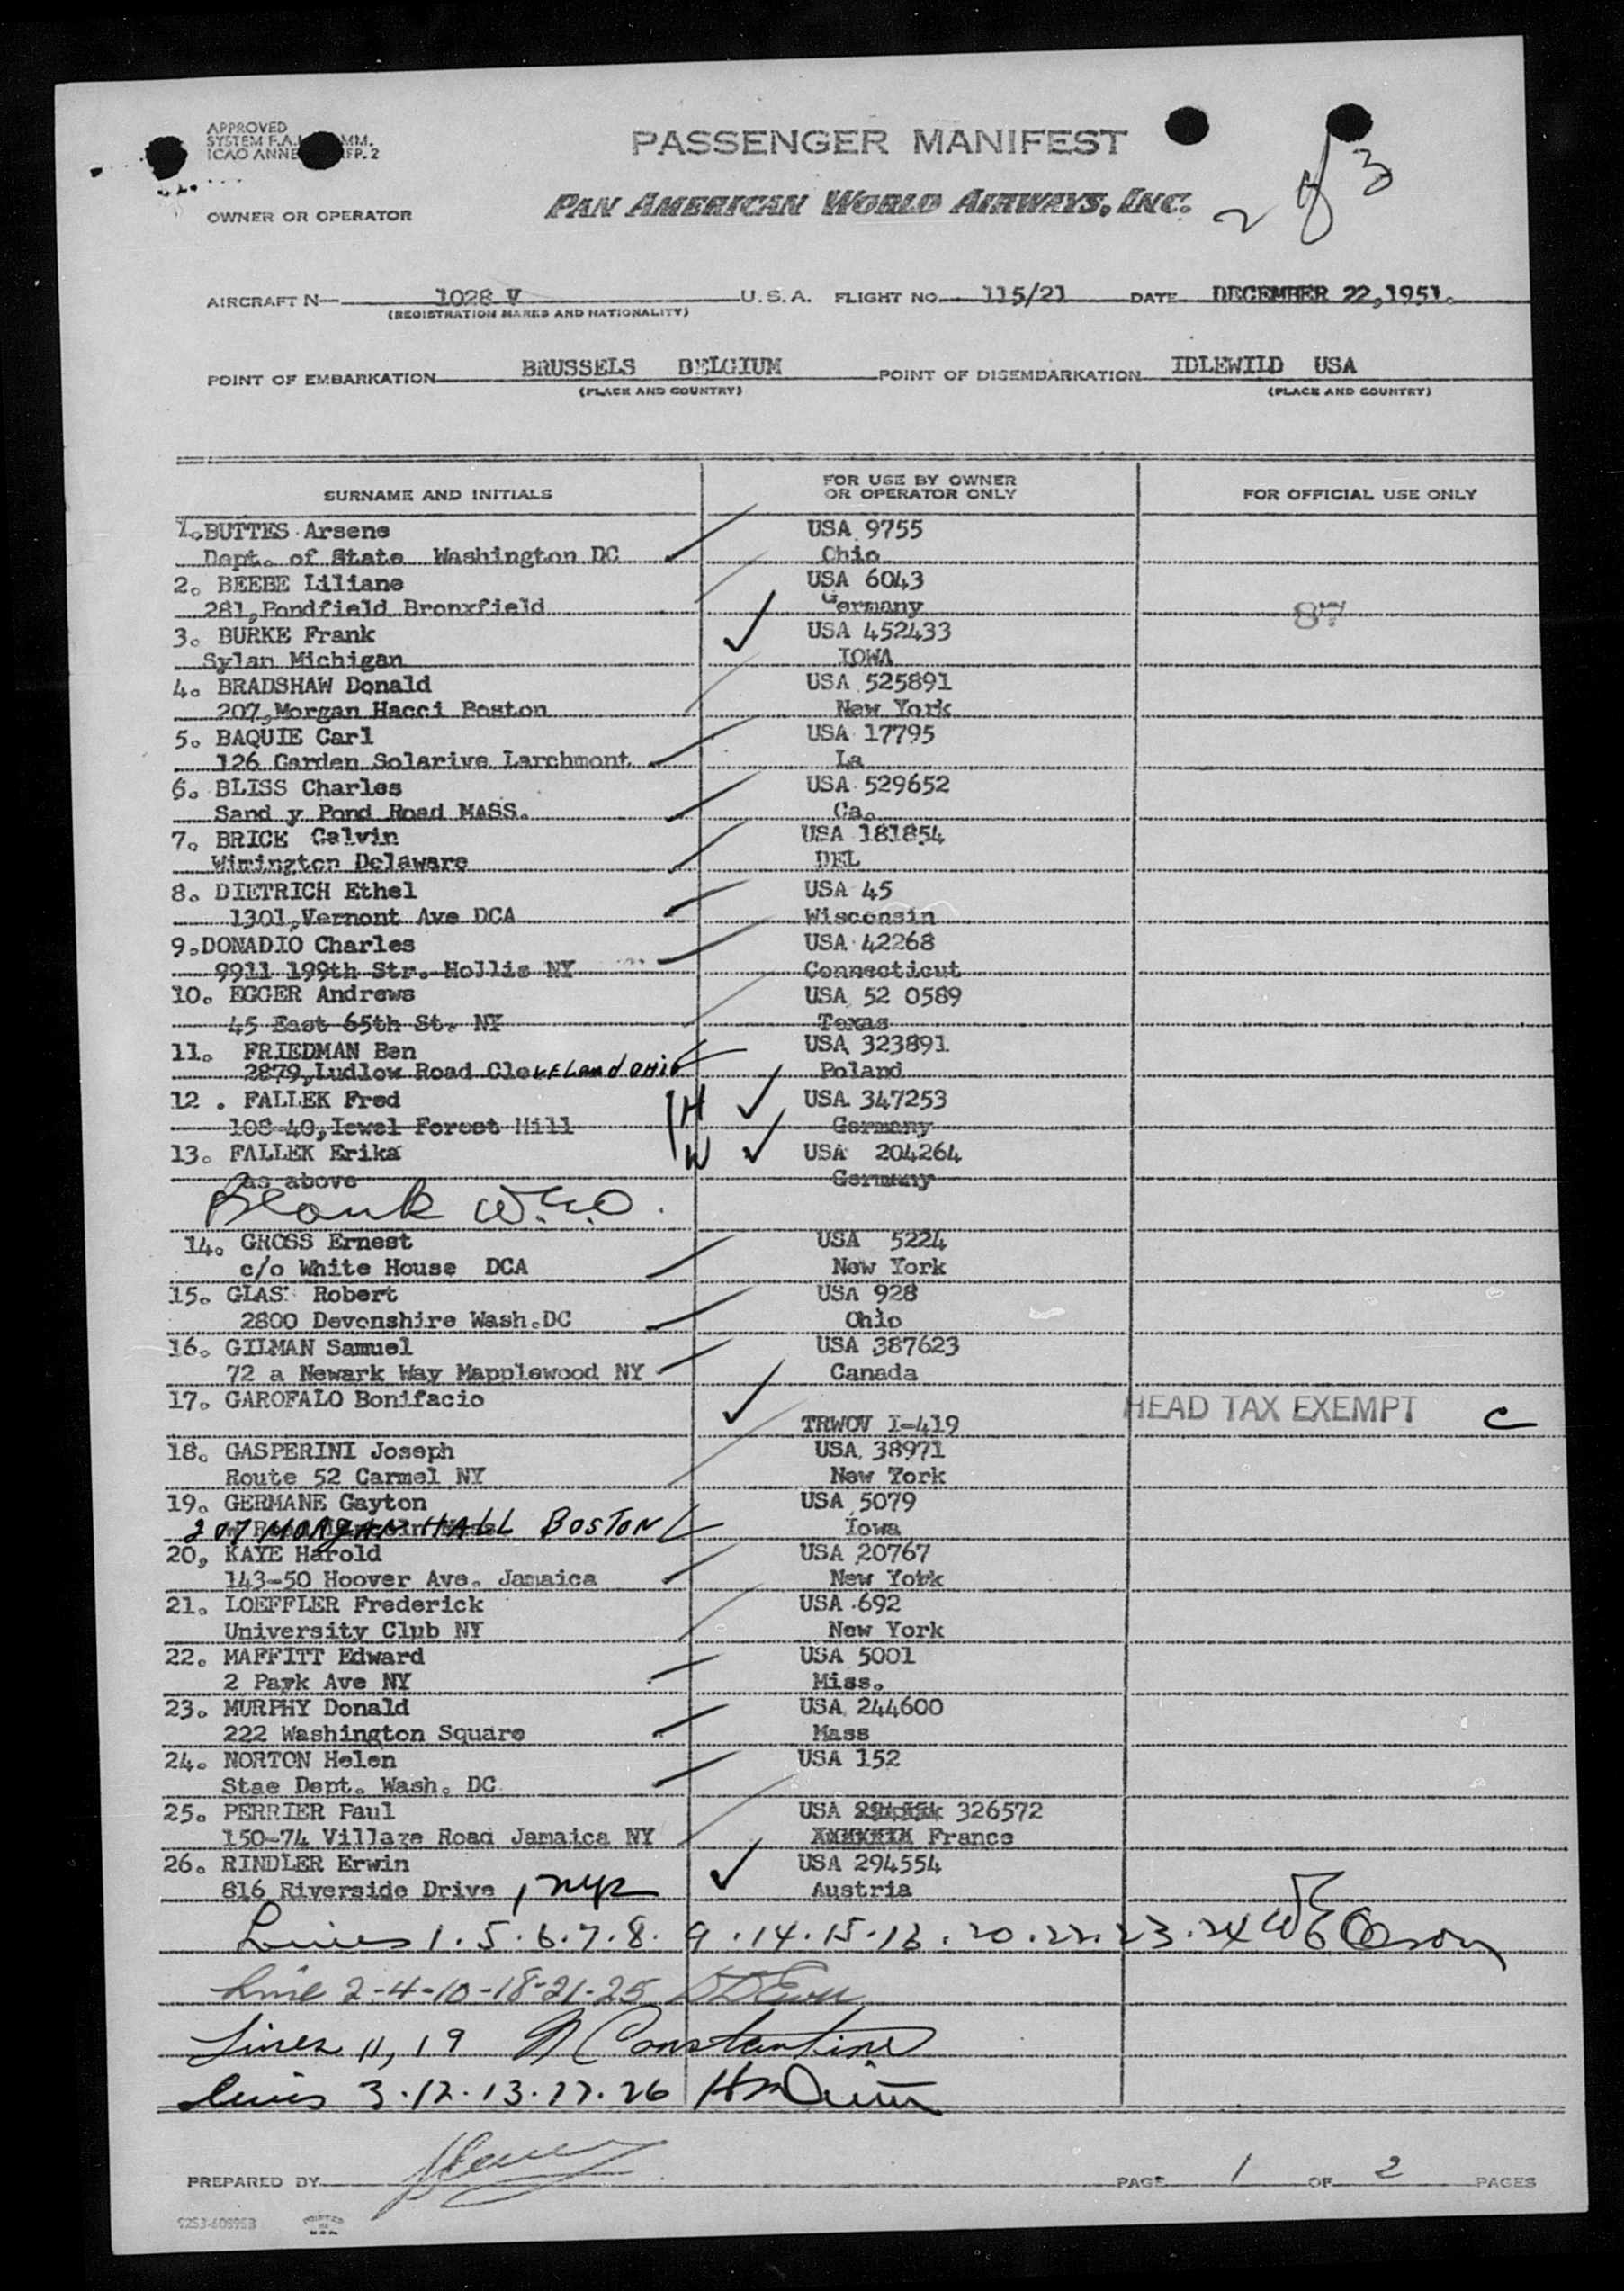 APPROVED
SYSTEM F.A. MM.
ICAO ANNE FP. 2
PASSENGER MANIFEST
2 of 3
OWNER OR OPERATOR
PAN AMERICAN WORLD AIRWAYS, INC.
AIRCRAFT N— 1028 V U.S.A. FLIGHT NO. 115/21 DATE DECEMBER 22,1951.
(REGISTRATION MARKS AND NATIONALITY)
POINT OF EMBARKATION BRUSSELS BELGIUM POINT OF DISEMBARKATION IDLEWILD USA
(PLACE AND COUNTRY) (PLACE AND COUNTRY)
SURNAME AND INITIALS FOR USE BY OWNER OR OPERATOR ONLY FOR OFFICIAL USE ONLY
1.BUTTES Arsene USA 9755
Dept. of State Washington DC Ohio
2. BEEBE Liliane USA 6043
281,Pondfield Bronxfield Germany 87
3. BURKE Frank USA 452433
Sylan Michigan IOWA
4. BRADSHAW Donald USA 525891
207,Morgan Hacci Boston New York
5. BAQUIE Carl USA 17795
126 Garden Solarive Larchmont La
6. BLISS Charles USA 529652
Sand y Pond Road MASS. Ca.
7. BRICE Calvin USA 181854
Wimington Delaware DEL
8. DIETRICH Ethel USA 45
1301,Vernont Ave DCA Wisconsin
9.DONADIO Charles USA 42268
9911 199th Str. Hollis NY Connecticut
10. EGGER Andrews USA 52 0589
45 East 65th St. NY Texas
11. FRIEDMAN Ben USA 323891
2879,Ludlow Road CleVELand OHio Poland
12 . FALLEK Fred H USA 347253
108-40,Iewel Forest Hill Germany
13. FALLEK Erika W USA 204264
as above Germany
Blank W.E.O.
14. GROSS Ernest USA 5224
c/o White House DCA New York
15. GLAS Robert USA 928
2800 Devonshire Wash.DC Ohio
16. GILMAN Samuel USA 387623
72 a Newark Way Mapplewood NY Canada
17. GAROFALO Bonifacio HEAD TAX EXEMPT C
TRWOV I-419
18. GASPERINI Joseph USA 38971
Route 52 Carmel NY New York
19. GERMANE Gayton USA 5079
207 MORGAN HALL BOSTON Iowa
20, KAYE Harold USA 20767
143-50 Hoover Ave. Jamaica New York
21. LOEFFLER Frederick USA 692
University Club NY New York
22. MAFFITT Edward USA 5001
2 Park Ave NY Miss.
23. MURPHY Donald USA 244600
222 Washington Square Mass
24. NORTON Helen USA 152
Stae Dept. Wash. DC
25. PERRIER Paul USA 326572
150-74 Village Road Jamaica NY France
26. RINDLER Erwin USA 294554
816 Riverside Drive , nyc Austria
Lines 1.5.6.7.8.9.14.15.16.20.22.23.24 WE Olson
Line 2-4-10-18-21-25
Lines 11, 19 Constantine
Lines 3.12.13.17.26
PREPARED BY PAGE 1 OF 2 PAGES